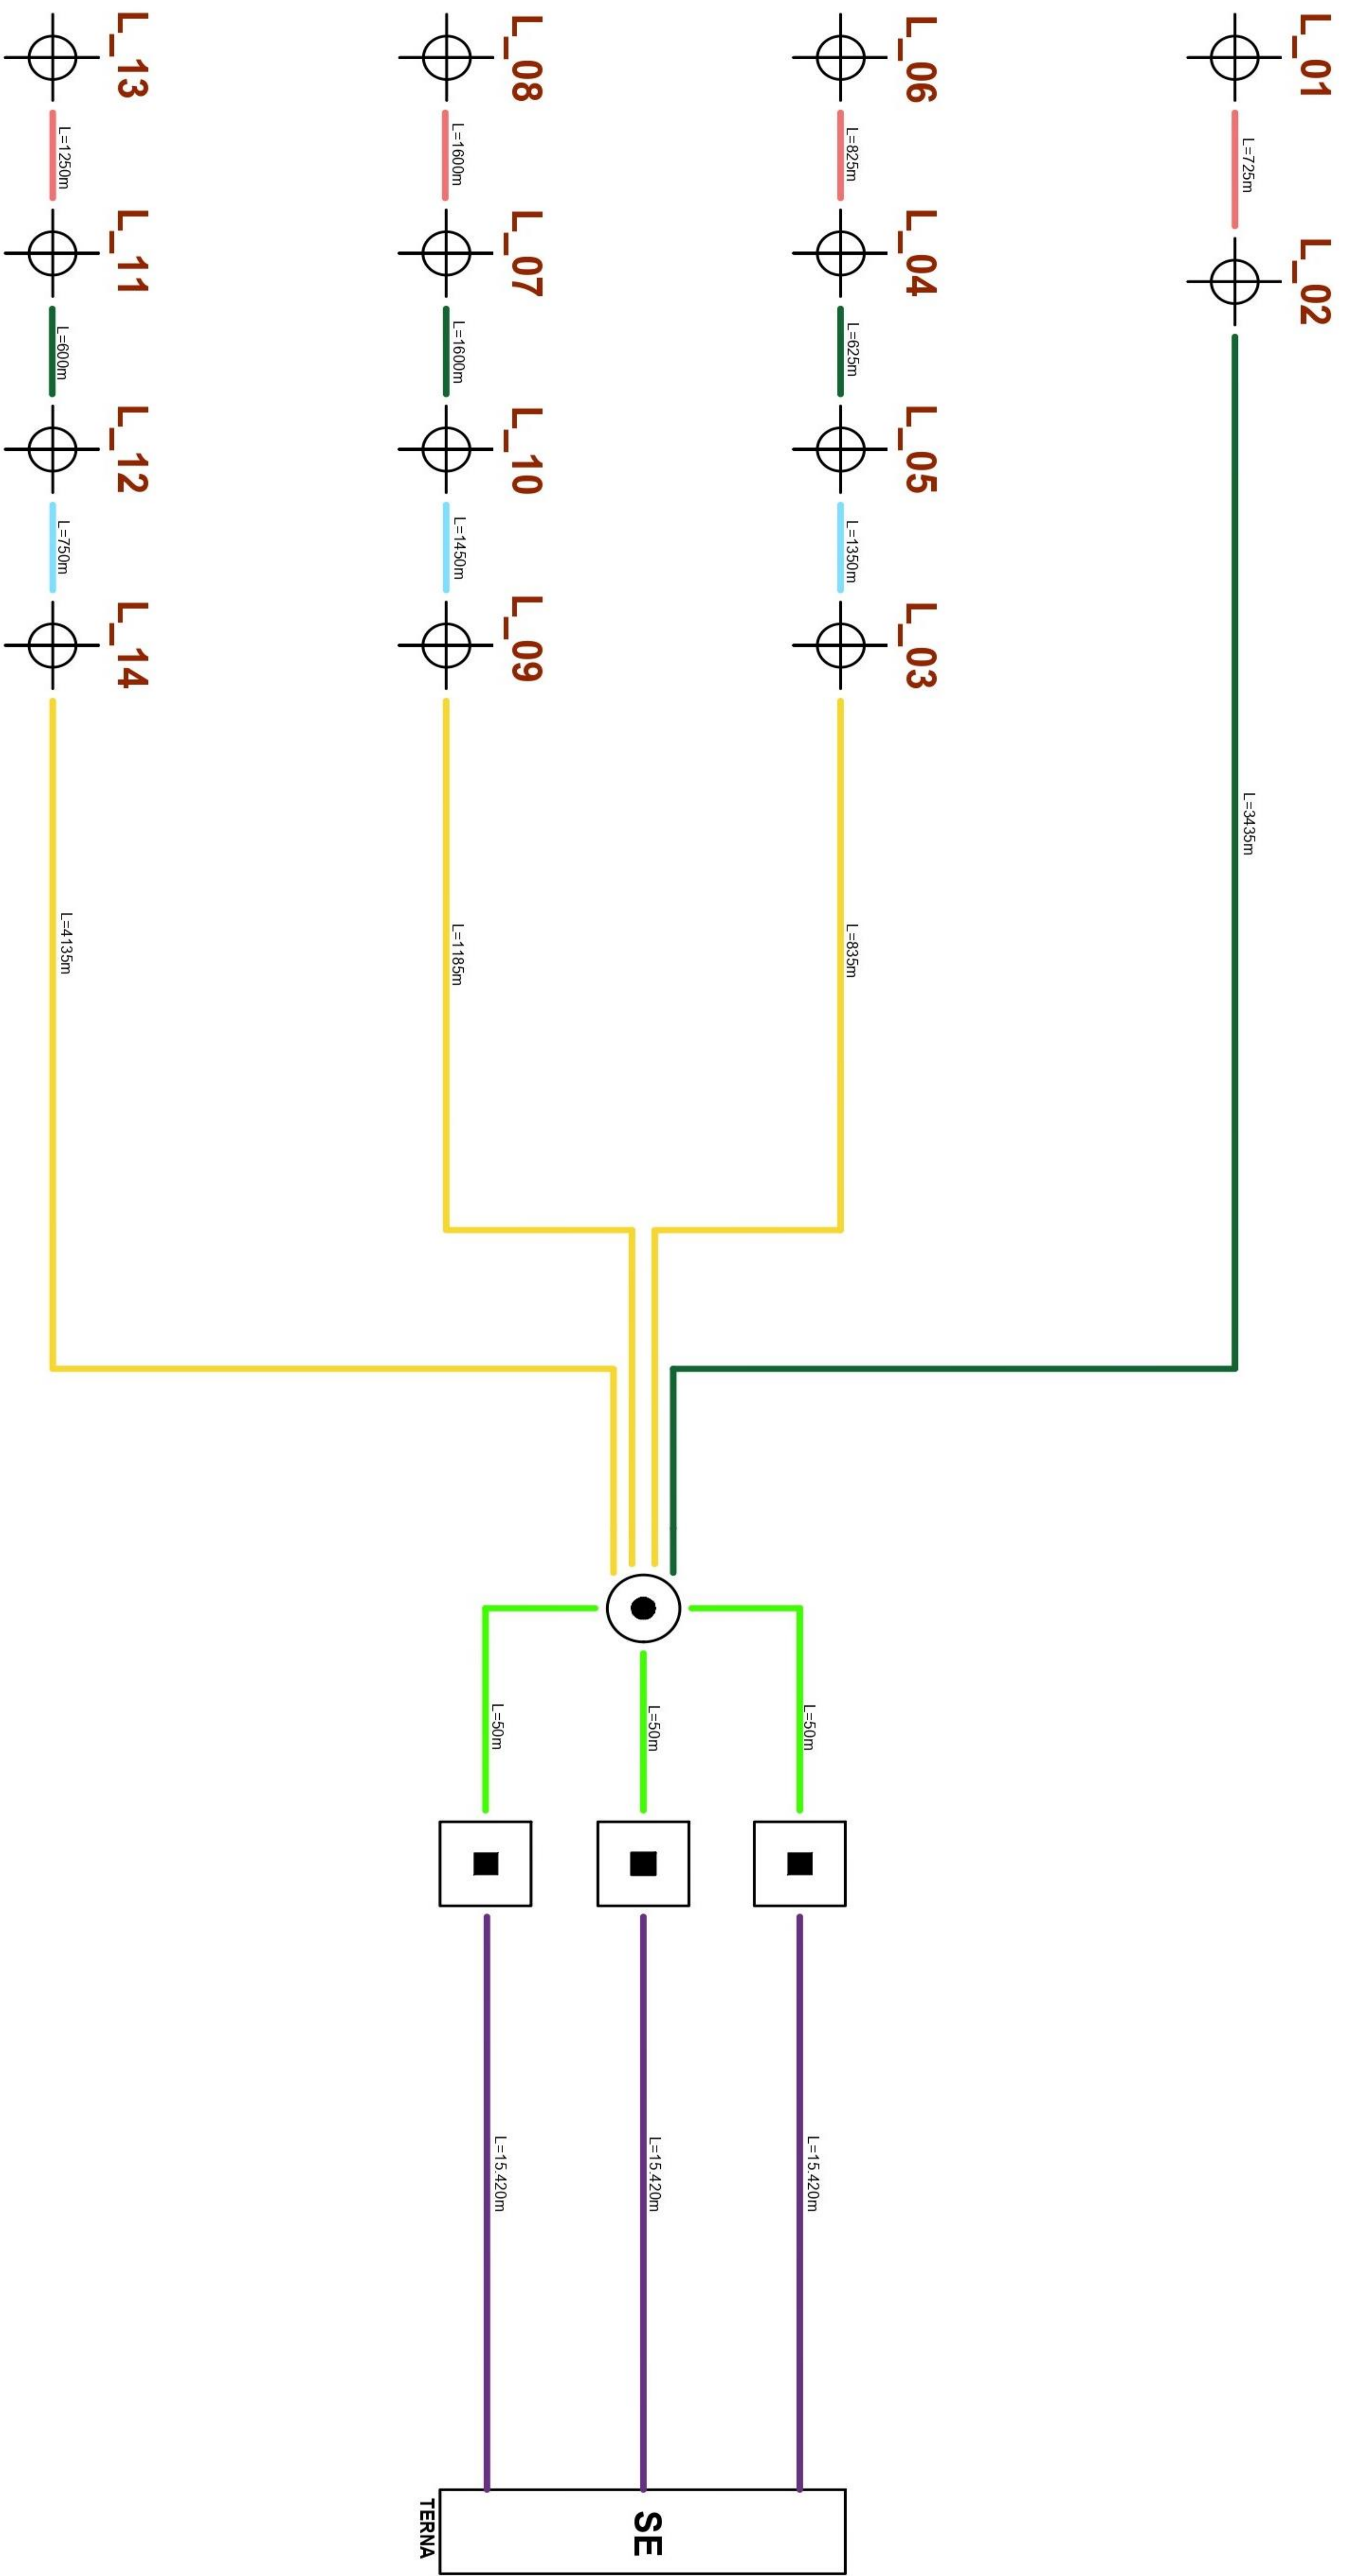 L_01
L=725m
L_02
L=3435m
L_06
L=825m
L_04
L=625m
L_05
L=1350m
L_03
L=835m
L_08
L=1600m
L_07
L=1600m
L_10
L=1450m
L_09
L=1185m
L_13
L=1250m
L_11
L=600m
L_12
L=750m
L_14
L=4135m
L=50m
L=50m
L=50m
L=15.420m
L=15.420m
L=15.420m
SE
TERNA